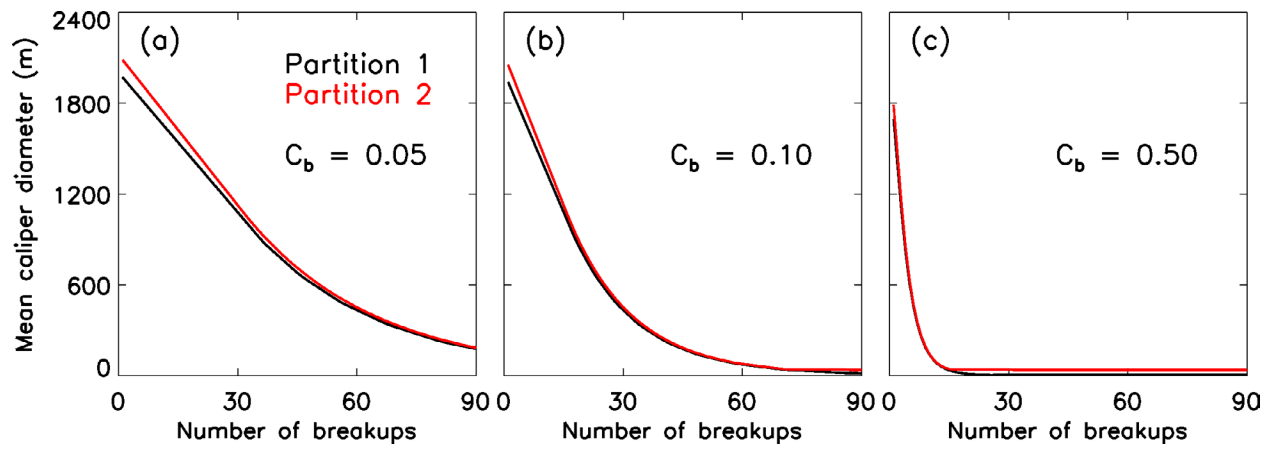 Mean caliper diameter (m)
2400
1800
1200
600
0
(a)
Partition 1
Partition 2
C_b = 0.05
0 30 60 90
Number of breakups
(b)
C_b = 0.10
0 30 60 90
Number of breakups
(c)
C_b = 0.50
0 30 60 90
Number of breakups